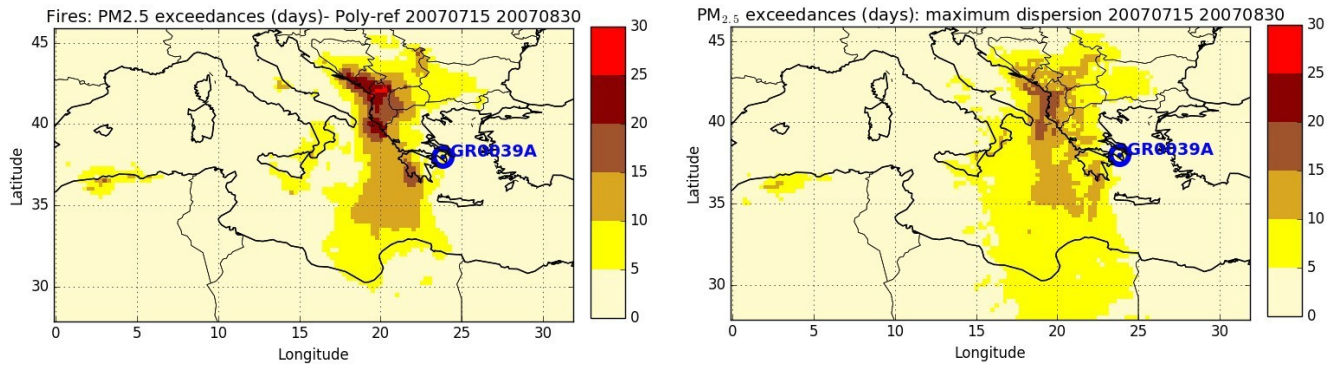 Fires: PM2.5 exceedances (days)- Poly-ref 20070715 20070830
45
40
35
30
Latitude
0 5 10 15 20 25 30
Longitude
GR0039A
30
25
20
15
10
5
0
PM₂.₅ exceedances (days): maximum dispersion 20070715 20070830
45
40
35
30
Latitude
0 5 10 15 20 25 30
Longitude
GR0039A
30
25
20
15
10
5
0